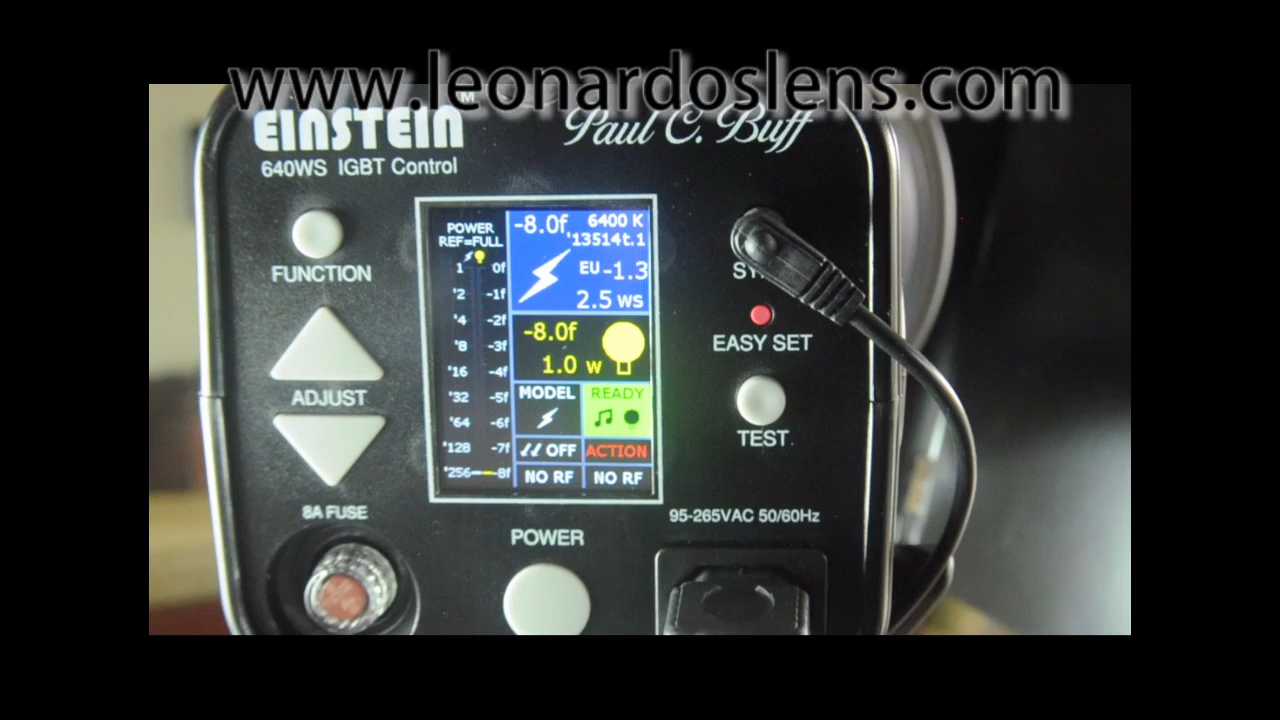 www.leonardoslens.com
EINSTEIN™
Paul C. Buff
640WS IGBT Control
FUNCTION
ADJUST
8A FUSE
POWER
REF=FULL
1 0f
'2 -1f
'4 -2f
'8 -3f
'16 -4f
'32 -5f
'64 -6f
'128 -7f
'256 -8f
-8.0f 6400 K
'13514t.1
EU -1.3
2.5 WS
-8.0f
1.0 W
MODEL
READY
OFF
ACTION
NO RF
NO RF
SY
EASY SET
TEST
95-265VAC 50/60Hz
POWER